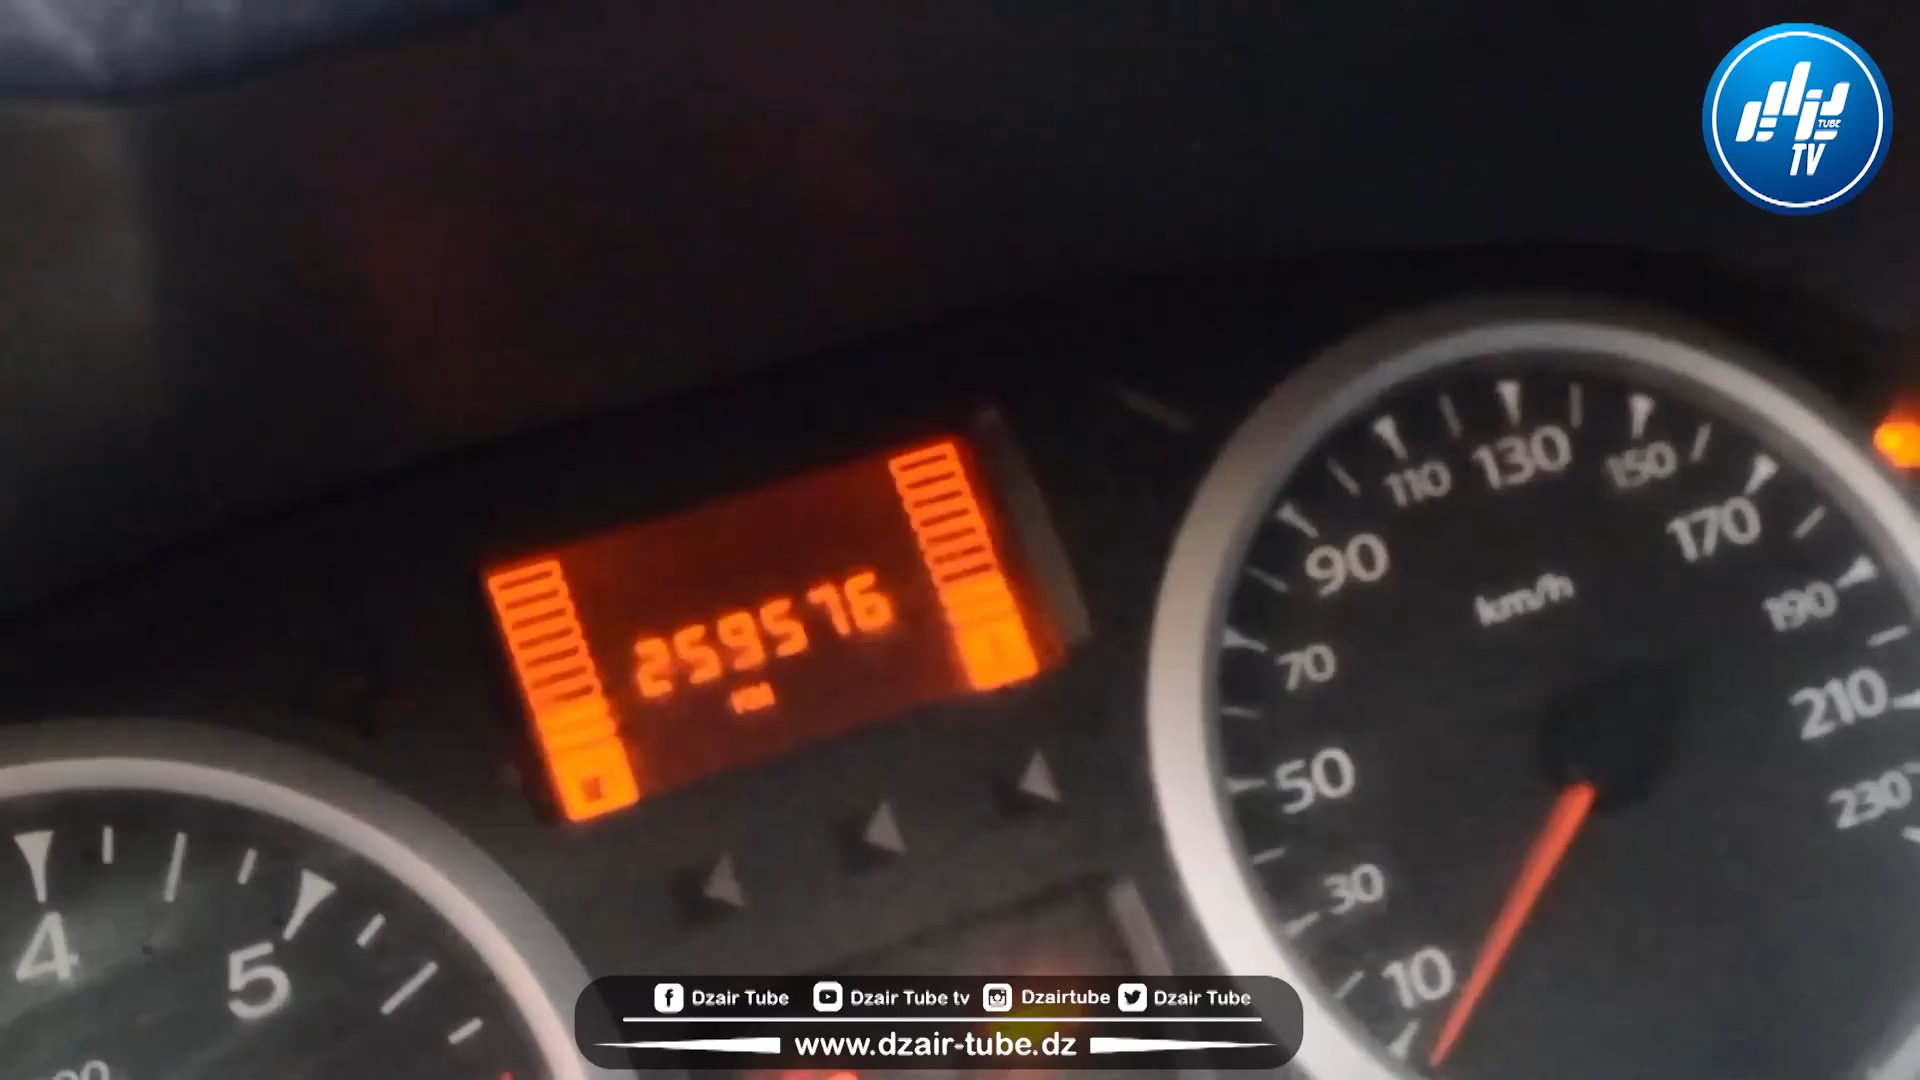 TUBE
TV
110 130 150
90 170
km/h 190
259576
km
70 210
50 230
30
4 5 10
Dzair Tube Dzair Tube tv Dzairtube Dzair Tube
www.dzair-tube.dz